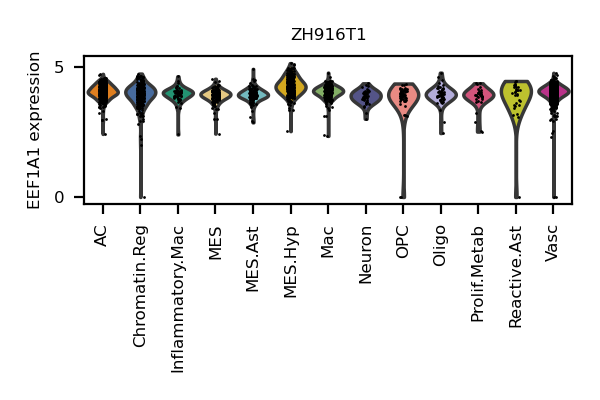 ZH916T1
EEF1A1 expression
5
0
AC
Chromatin.Reg
Inflammatory.Mac
MES
MES.Ast
MES.Hyp
Mac
Neuron
OPC
Oligo
Prolif.Metab
Reactive.Ast
Vasc